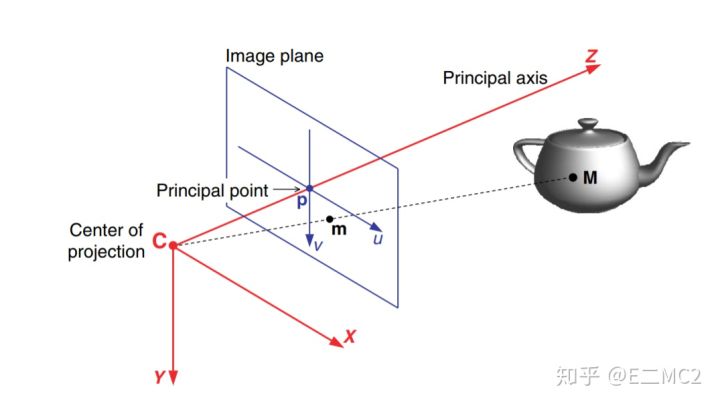 Image plane
Z
Principal axis
M
Principal point
p
m
Center of
projection
C
v
u
X
Y
知乎 @E二MC2